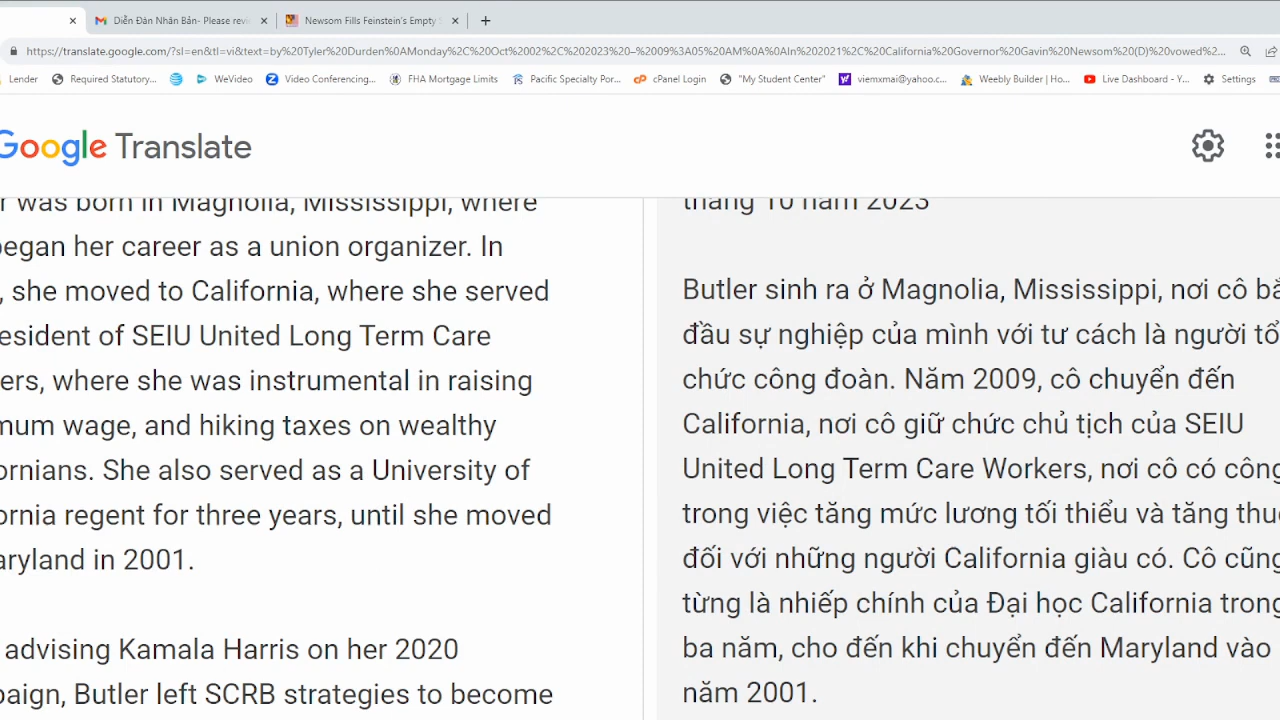 Diễn Đàn Nhân Bản- Please revi
Newsom Fills Feinstein's Empty
https://translate.google.com/?sl=en&tl=vi&text=by%20Tyler%20Durden%0AMonday%2C%20Oct%2002%2C%202023%20–%2009%3A05%20AM%0A%0AIn%202021%2C%20California%20Governor%20Gavin%20Newsom%20(D)%20vowed%2...
Lender
Required Statutory...
WeVideo
Video Conferencing...
FHA Mortgage Limits
Pacific Specialty Por...
cPanel Login
"My Student Center"
viemxmai@yahoo.c...
Weebly Builder | Ho...
Live Dashboard - Y...
Settings
Google Translate
r was born in Magnolia, Mississippi, where
began her career as a union organizer. In
, she moved to California, where she served
esident of SEIU United Long Term Care
ers, where she was instrumental in raising
mum wage, and hiking taxes on wealthy
ornians. She also served as a University of
ornia regent for three years, until she moved
aryland in 2001.
advising Kamala Harris on her 2020
paign, Butler left SCRB strategies to become
tháng 10 năm 2023
Butler sinh ra ở Magnolia, Mississippi, nơi cô bắ
đầu sự nghiệp của mình với tư cách là người tổ
chức công đoàn. Năm 2009, cô chuyển đến
California, nơi cô giữ chức chủ tịch của SEIU
United Long Term Care Workers, nơi cô có công
trong việc tăng mức lương tối thiểu và tăng thuế
đối với những người California giàu có. Cô cũng
từng là nhiếp chính của Đại học California trong
ba năm, cho đến khi chuyển đến Maryland vào
năm 2001.